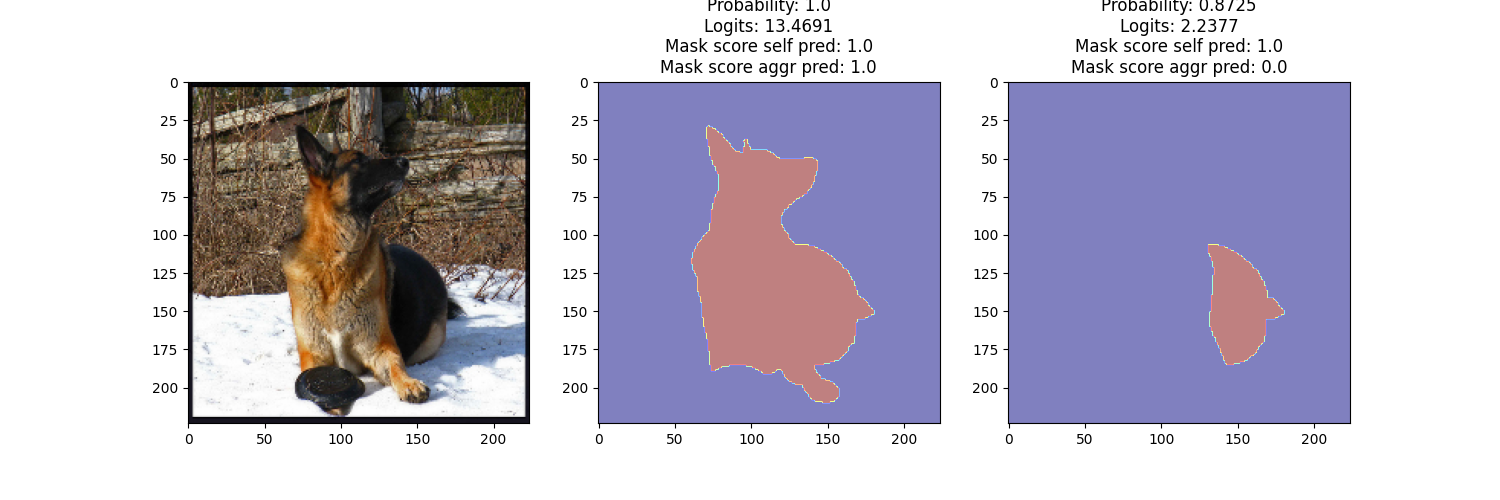 Probability: 1.0
Logits: 13.4691
Mask score self pred: 1.0
Mask score aggr pred: 1.0
Probability: 0.8725
Logits: 2.2377
Mask score self pred: 1.0
Mask score aggr pred: 0.0
0
25
50
75
100
125
150
175
200
0 50 100 150 200
0
25
50
75
100
125
150
175
200
0 50 100 150 200
0
25
50
75
100
125
150
175
200
0 50 100 150 200